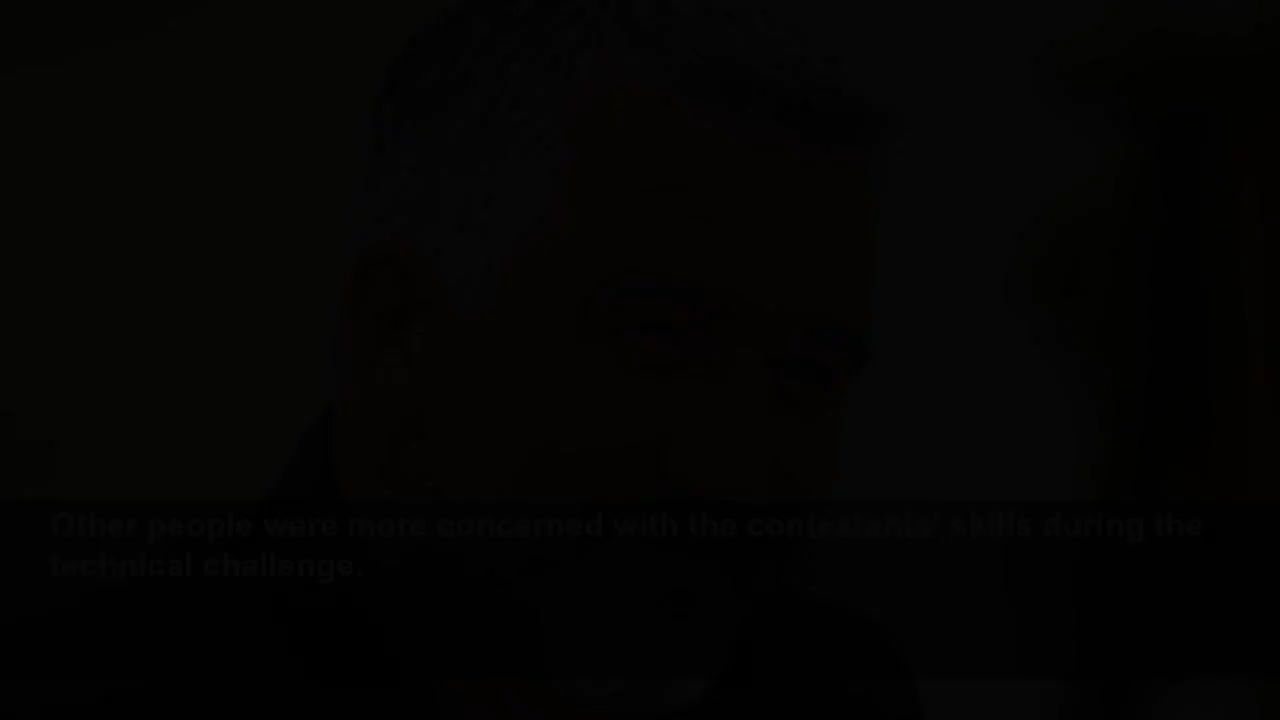 Other people were more concerned with the contestants' skills during the
technical challenge.